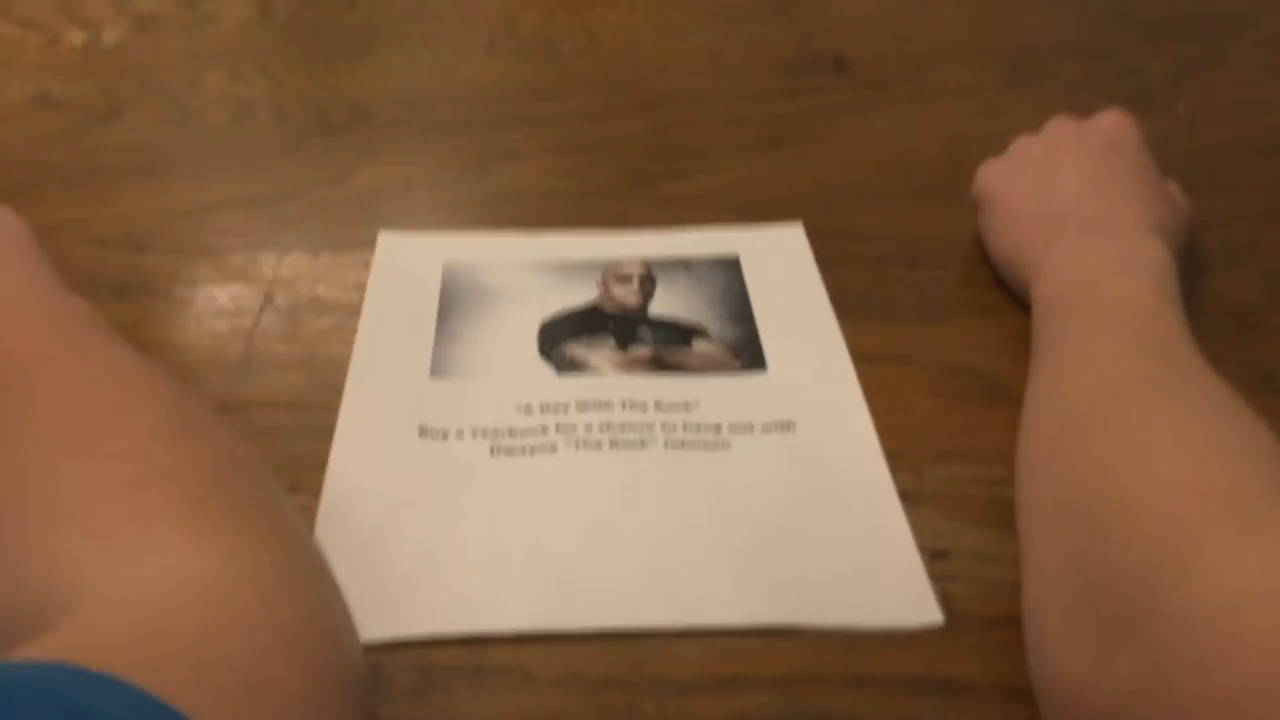 "A Day With The Rock"
Buy a Yearbook for a chance to hang out with
Dwayne "The Rock" Johnson